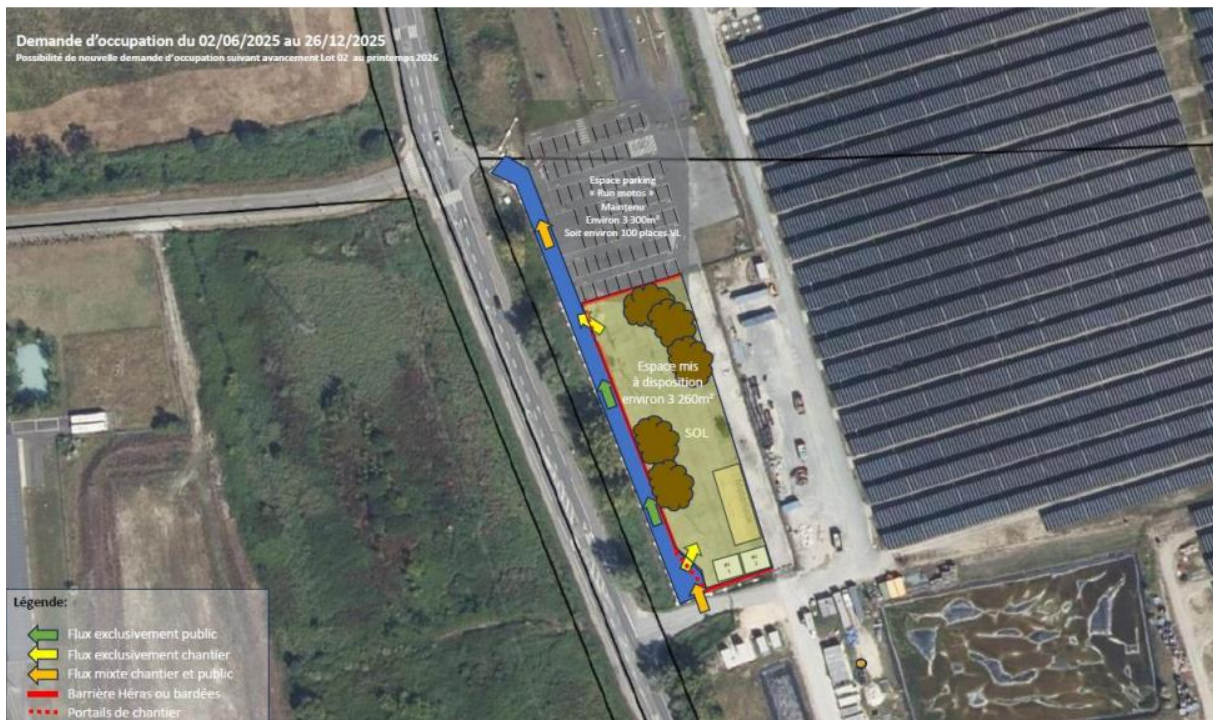 Demande d'occupation du 02/06/2025 au 26/12/2025
Possibilité de nouvelle demande d'occupation suivant avancement Lot 02 au printemps 2026
Espace parking
« Run motos »
Maintenu
Environ 3 300m²
Soit environ 100 places VL
Espace mis
à disposition
environ 3 260m²
SOL
Légende:
Flux exclusivement public
Flux exclusivement chantier
Flux mixte chantier et public
Barrière Héras ou bardées
Portails de chantier